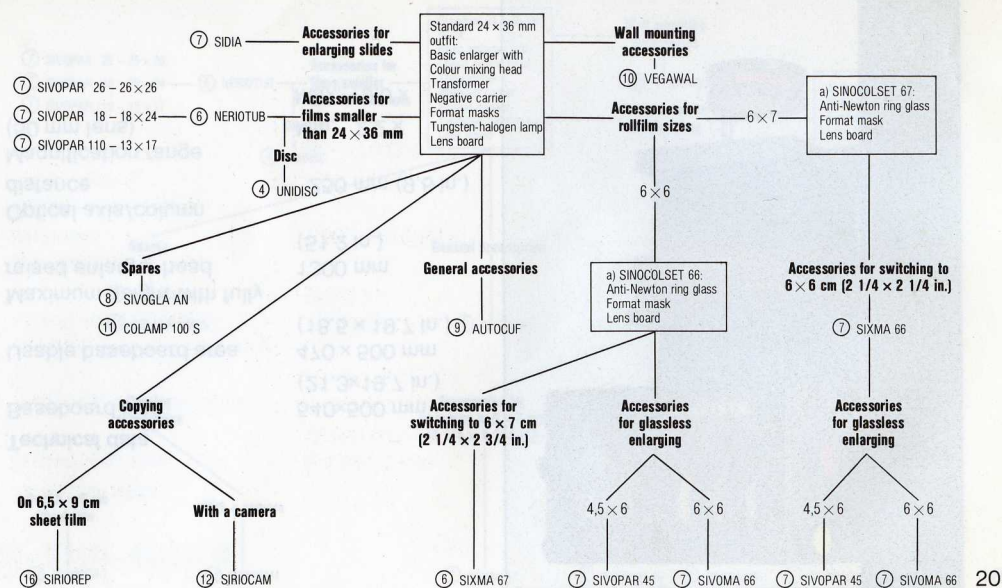 ⑦ SIDIA
Accessories for
enlarging slides
Standard 24 × 36 mm
outfit:
Basic enlarger with
Colour mixing head
Transformer
Negative carrier
Format masks
Tungsten-halogen lamp
Lens board
Wall mounting
accessories
⑩ VEGAWAL
⑦ SIVOPAR 26 – 26×26
⑦ SIVOPAR 18 – 18×24
⑦ SIVOPAR 110 – 13×17
⑥ NERIOTUB
Accessories for
films smaller
than 24 × 36 mm
Disc
④ UNIDISC
Accessories for
rollfilm sizes
6×7
a) SINOCOLSET 67:
Anti-Newton ring glass
Format mask
Lens board
6×6
Spares
⑧ SIVOGLA AN
⑪ COLAMP 100 S
General accessories
⑨ AUTOCUF
a) SINOCOLSET 66:
Anti-Newton ring glass
Format mask
Lens board
Accessories for switching to
6×6 cm (2 1/4 × 2 1/4 in.)
⑦ SIXMA 66
Copying
accessories
Accessories for
switching to 6 × 7 cm
(2 1/4 × 2 3/4 in.)
Accessories
for glassless
enlarging
Accessories
for glassless
enlarging
On 6,5 × 9 cm
sheet film
With a camera
4,5×6
6×6
4,5×6
6×6
⑯ SIRIOREP
⑫ SIRIOCAM
⑥ SIXMA 67
⑦ SIVOPAR 45
⑦ SIVOMA 66
⑦ SIVOPAR 45
⑦ SIVOMA 66
20